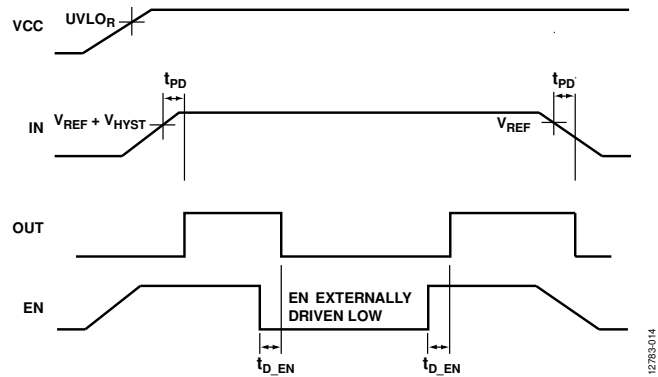 VCC
UVLOR
tPD
tPD
IN
VREF + VHYST
VREF
OUT
EN
EN EXTERNALLY
DRIVEN LOW
tD_EN
tD_EN
12783-014